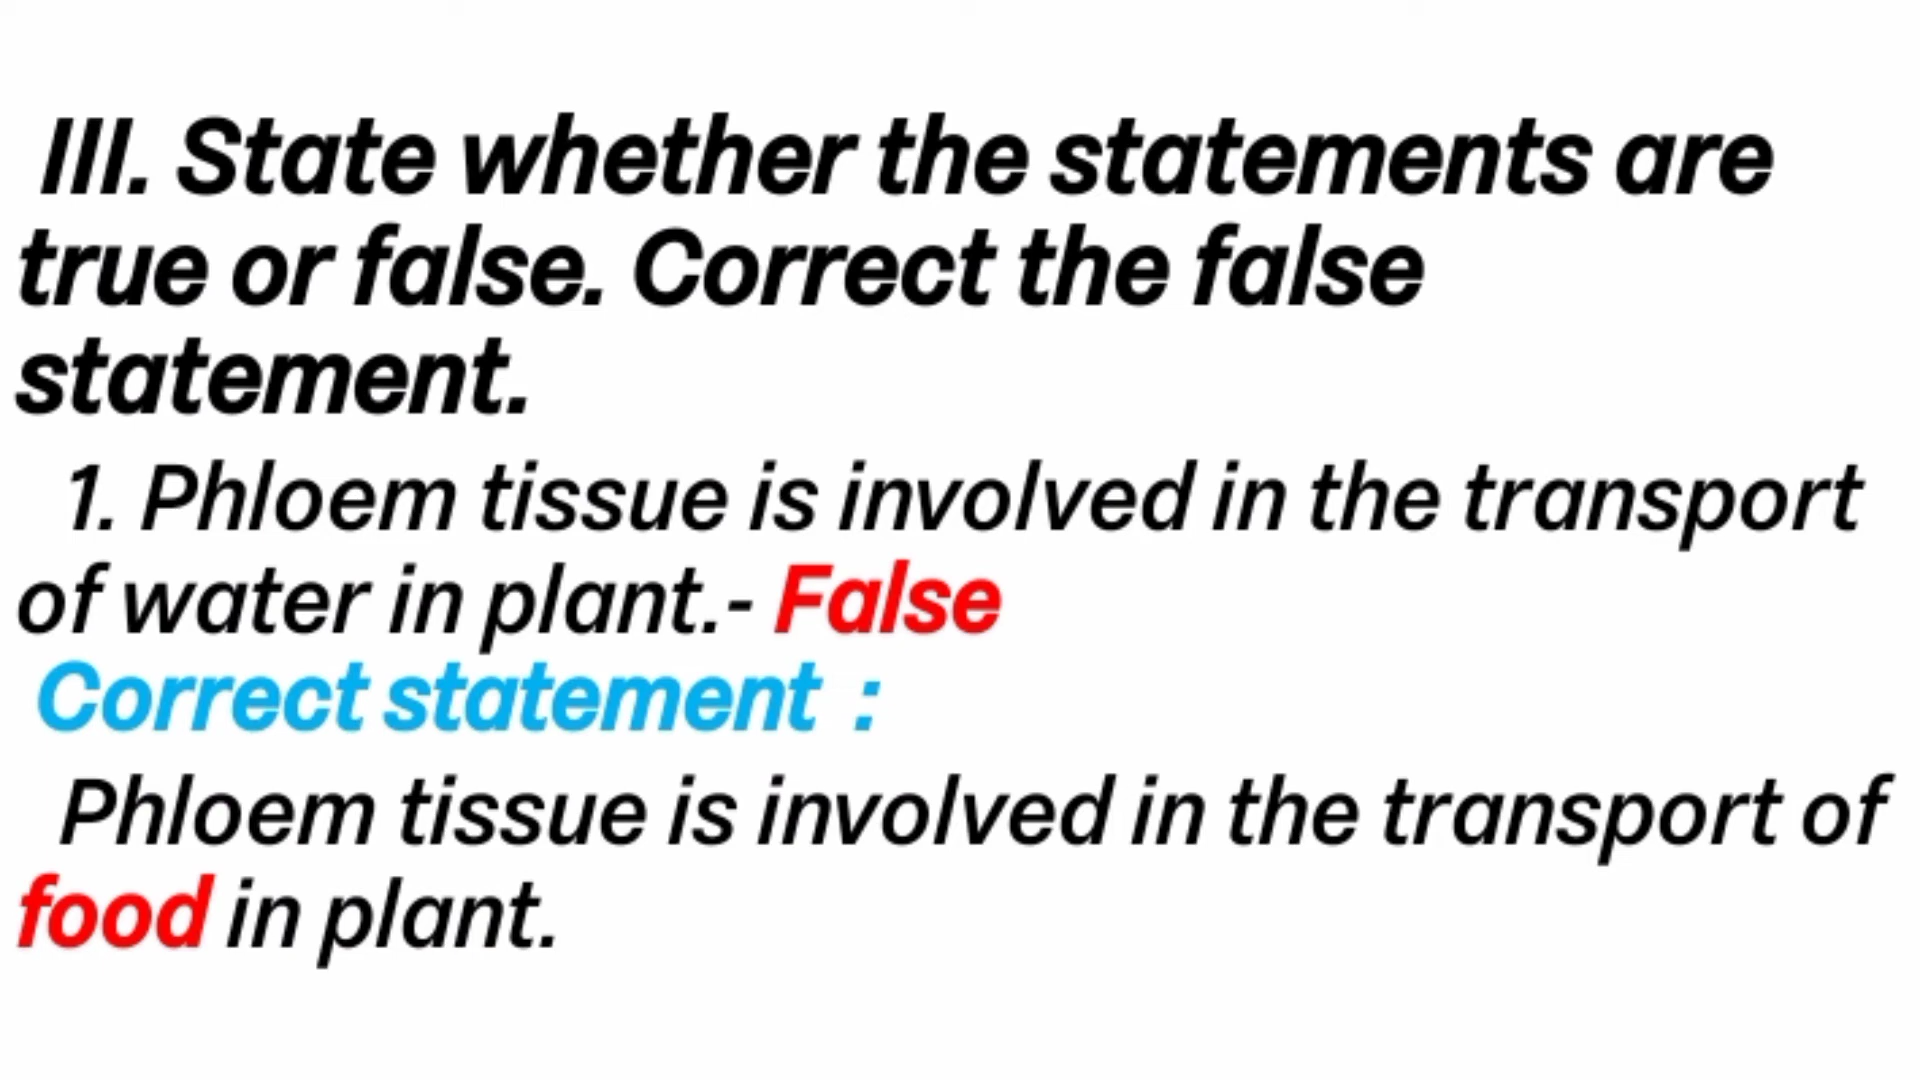 III. State whether the statements are
true or false. Correct the false
statement.
1. Phloem tissue is involved in the transport
of water in plant.- False
Correct statement :
Phloem tissue is involved in the transport of
food in plant.